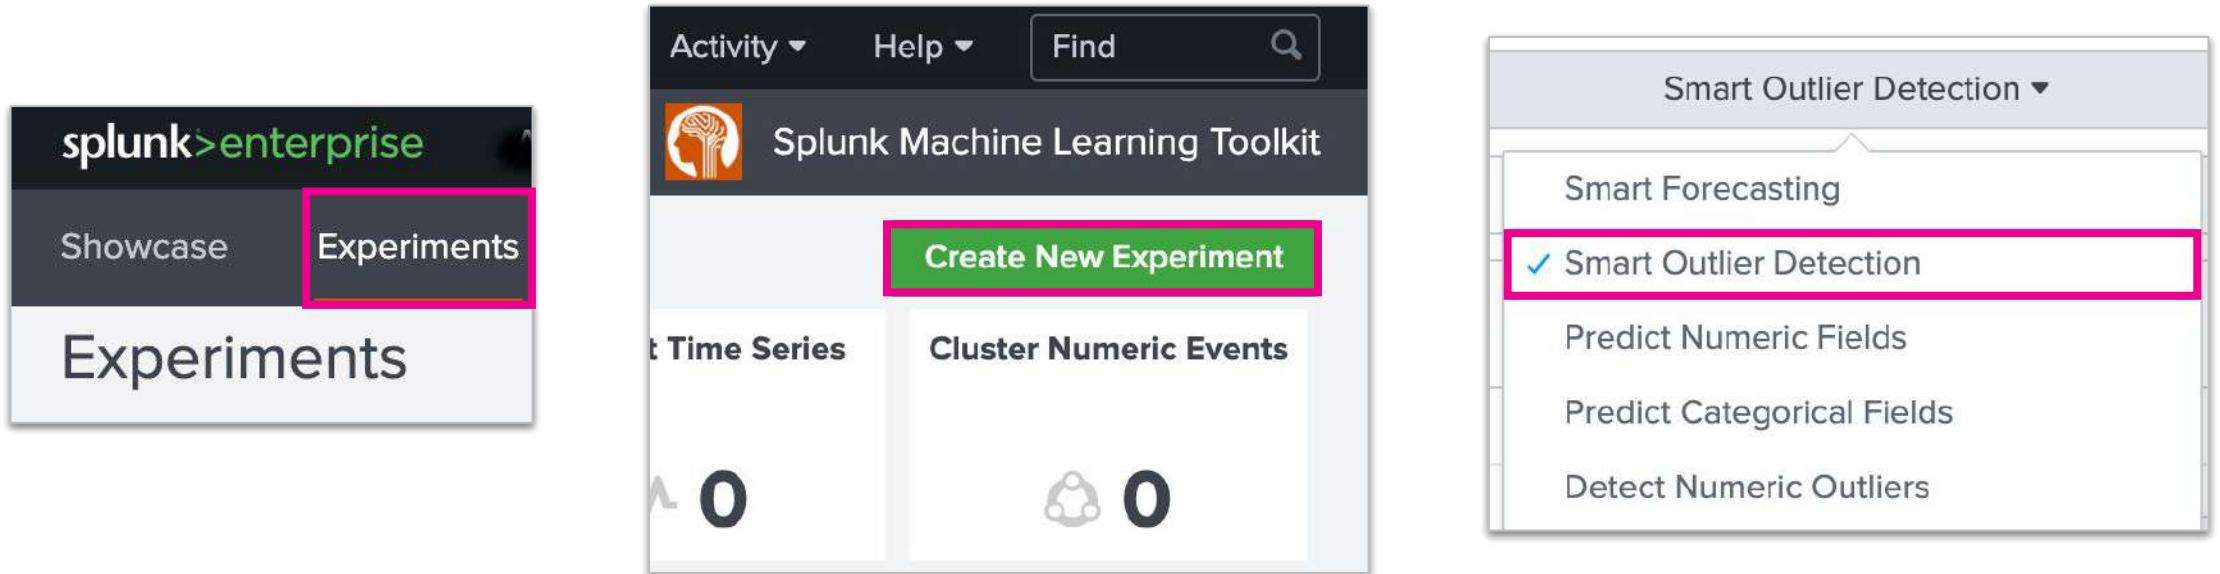 splunk>enterprise
Showcase Experiments
Experiments
Activity Help Find
Splunk Machine Learning Toolkit
Create New Experiment
t Time Series Cluster Numeric Events
0 0
Smart Outlier Detection
Smart Forecasting
Smart Outlier Detection
Predict Numeric Fields
Predict Categorical Fields
Detect Numeric Outliers